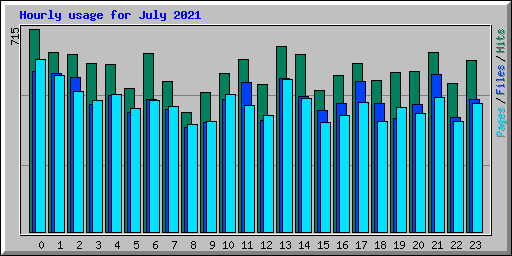 Hourly usage for July 2021
715
Pages / Files / Hits
0 1 2 3 4 5 6 7 8 9 10 11 12 13 14 15 16 17 18 19 20 21 22 23